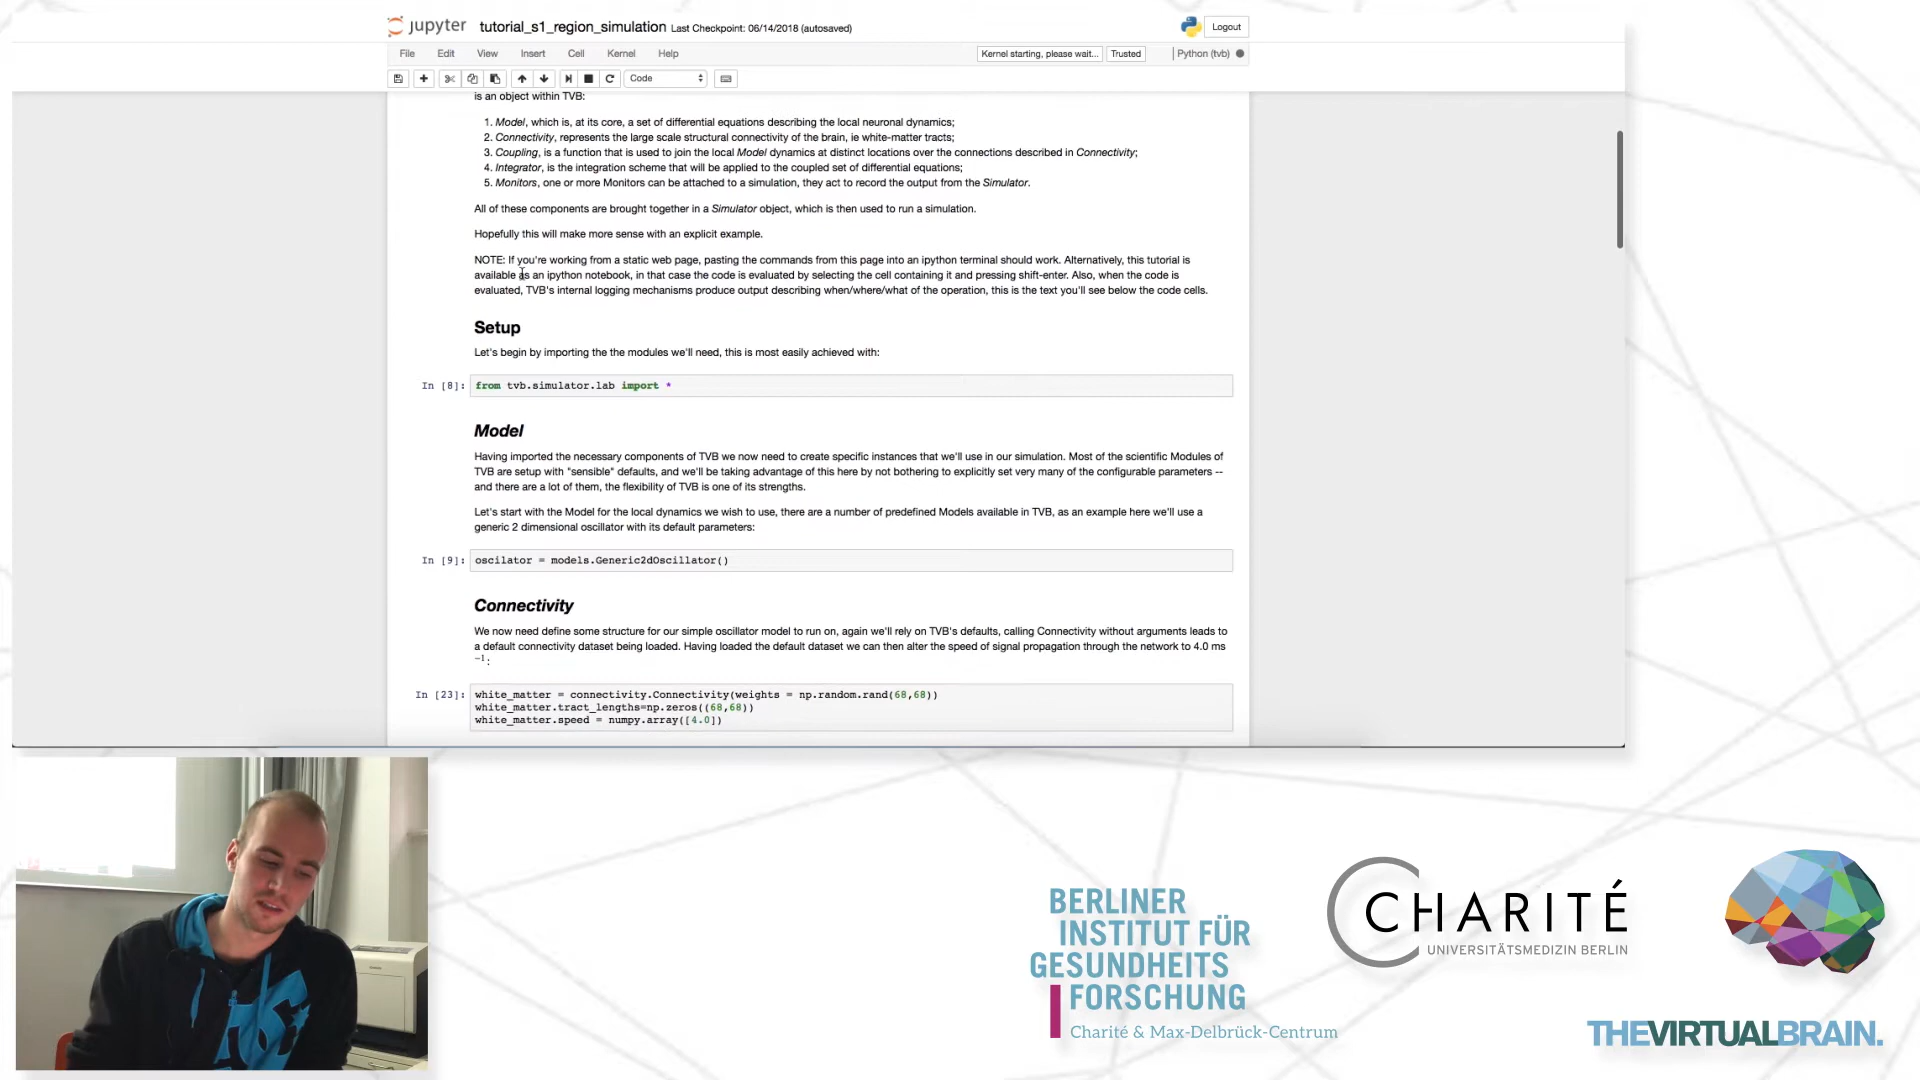 jupyter tutorial_s1_region_simulation Last Checkpoint: 06/14/2018 (autosaved) Logout
File Edit View Insert Cell Kernel Help Kernel starting, please wait... Trusted Python (tvb)
Code
is an object within TVB:
1. Model, which is, at its core, a set of differential equations describing the local neuronal dynamics;
2. Connectivity, represents the large scale structural connectivity of the brain, ie white-matter tracts;
3. Coupling, is a function that is used to join the local Model dynamics at distinct locations over the connections described in Connectivity;
4. Integrator, is the integration scheme that will be applied to the coupled set of differential equations;
5. Monitors, one or more Monitors can be attached to a simulation, they act to record the output from the Simulator.
All of these components are brought together in a Simulator object, which is then used to run a simulation.
Hopefully this will make more sense with an explicit example.
NOTE: If you're working from a static web page, pasting the commands from this page into an ipython terminal should work. Alternatively, this tutorial is
available as an ipython notebook, in that case the code is evaluated by selecting the cell containing it and pressing shift-enter. Also, when the code is
evaluated, TVB's internal logging mechanisms produce output describing when/where/what of the operation, this is the text you'll see below the code cells.
Setup
Let's begin by importing the the modules we'll need, this is most easily achieved with:
In [8]: from tvb.simulator.lab import *
Model
Having imported the necessary components of TVB we now need to create specific instances that we'll use in our simulation. Most of the scientific Modules of
TVB are setup with "sensible" defaults, and we'll be taking advantage of this here by not bothering to explicitly set very many of the configurable parameters --
and there are a lot of them, the flexibility of TVB is one of its strengths.
Let's start with the Model for the local dynamics we wish to use, there are a number of predefined Models available in TVB, as an example here we'll use a
generic 2 dimensional oscillator with its default parameters:
In [9]: oscilator = models.Generic2dOscillator()
Connectivity
We now need define some structure for our simple oscillator model to run on, again we'll rely on TVB's defaults, calling Connectivity without arguments leads to
a default connectivity dataset being loaded. Having loaded the default dataset we can then alter the speed of signal propagation through the network to 4.0 ms
−1:
In [23]: white_matter = connectivity.Connectivity(weights = np.random.rand(68,68))
white_matter.tract_lengths=np.zeros((68,68))
white_matter.speed = numpy.array([4.0])
BERLINER
INSTITUT FÜR
GESUNDHEITS
FORSCHUNG
Charité & Max-Delbrück-Centrum
CHARITÉ
UNIVERSITÄTSMEDIZIN BERLIN
THEVIRTUALBRAIN.